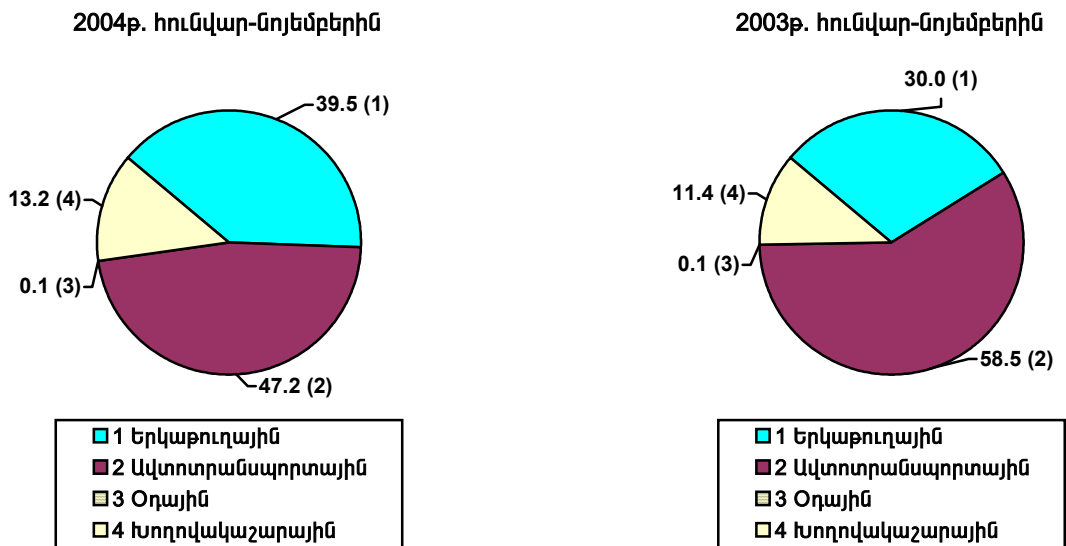 2004թ. հունվար-նոյեմբերին
39.5 (1)
13.2 (4)
0.1 (3)
47.2 (2)
1 Երկաթուղային
2 Ավտոտրանսպորտային
3 Օդային
4 Խողովակաշարային
2003թ. հունվար-նոյեմբերին
30.0 (1)
11.4 (4)
0.1 (3)
58.5 (2)
1 Երկաթուղային
2 Ավտոտրանսպորտային
3 Օդային
4 Խողովակաշարային